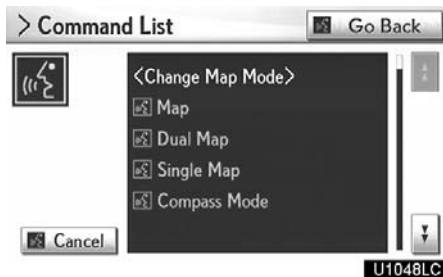 > Command List
Go Back
<Change Map Mode>
Map
Dual Map
Single Map
Compass Mode
Cancel
U1048LC